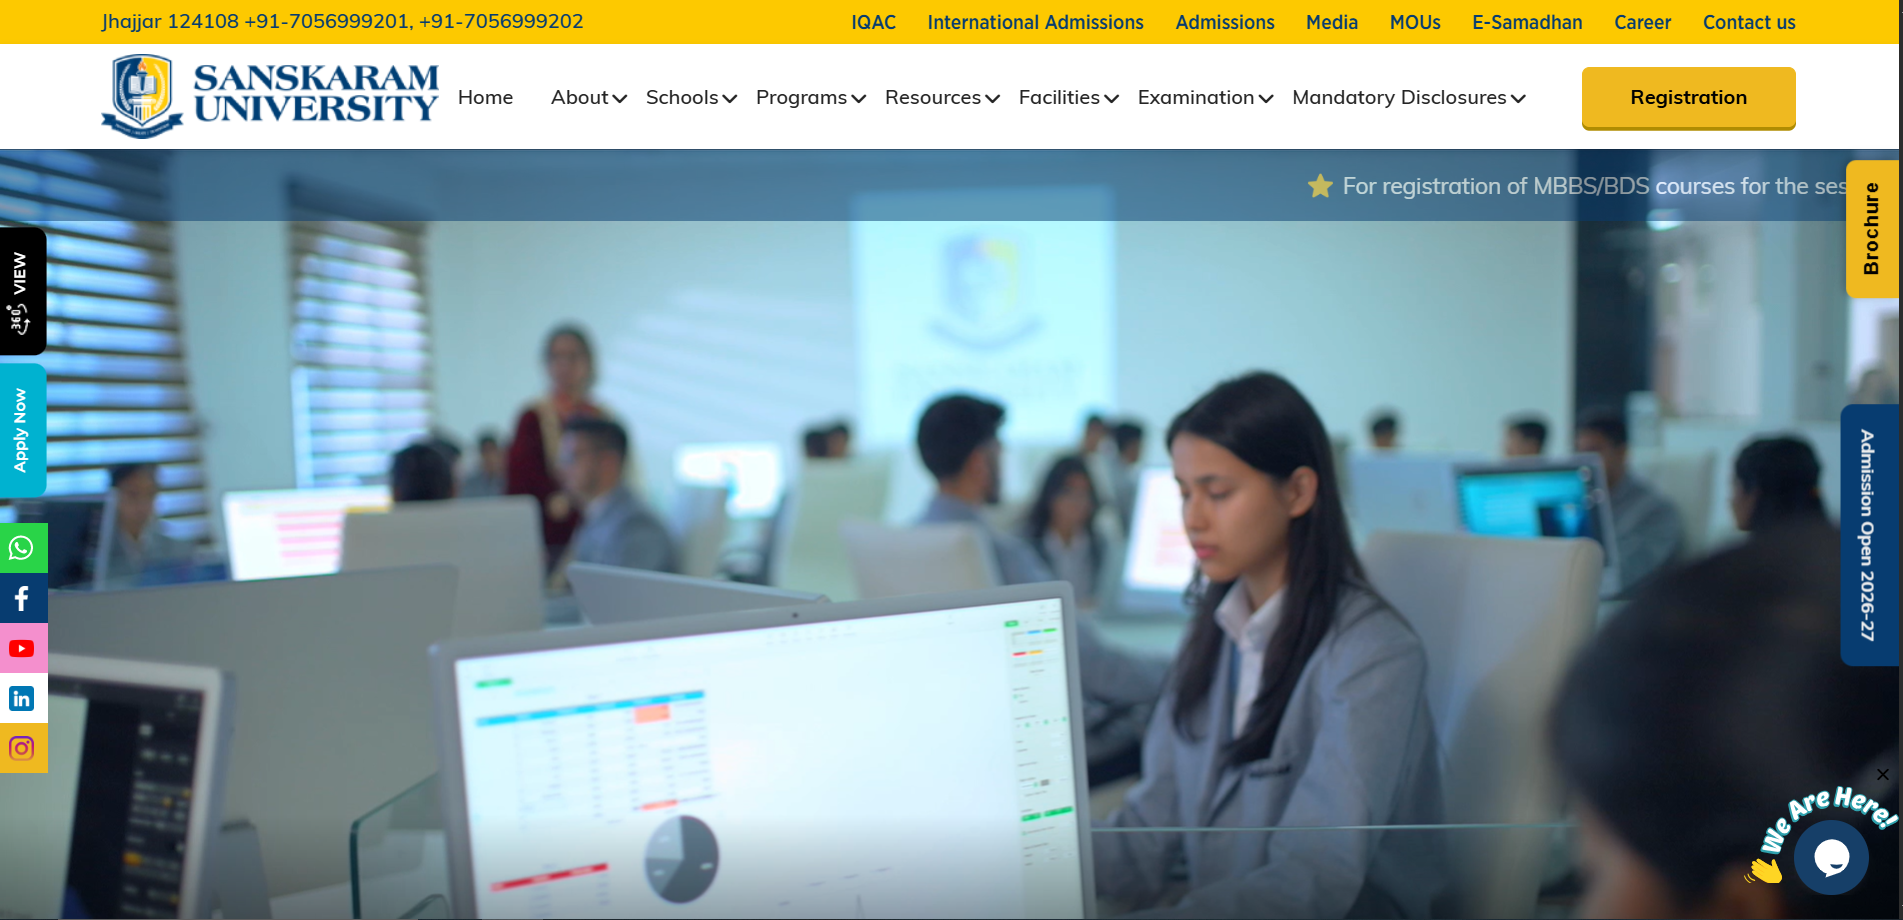 Jhajjar 124108 +91-7056999201, +91-7056999202
IQAC International Admissions Admissions Media MOUs E-Samadhan Career Contact us
SANSKARAM
UNIVERSITY
Home About Schools Programs Resources Facilities Examination Mandatory Disclosures Registration
For registration of MBBS/BDS courses for the ses
Brochure
360° VIEW
Apply Now
Admission Open 2026-27
We Are Here!